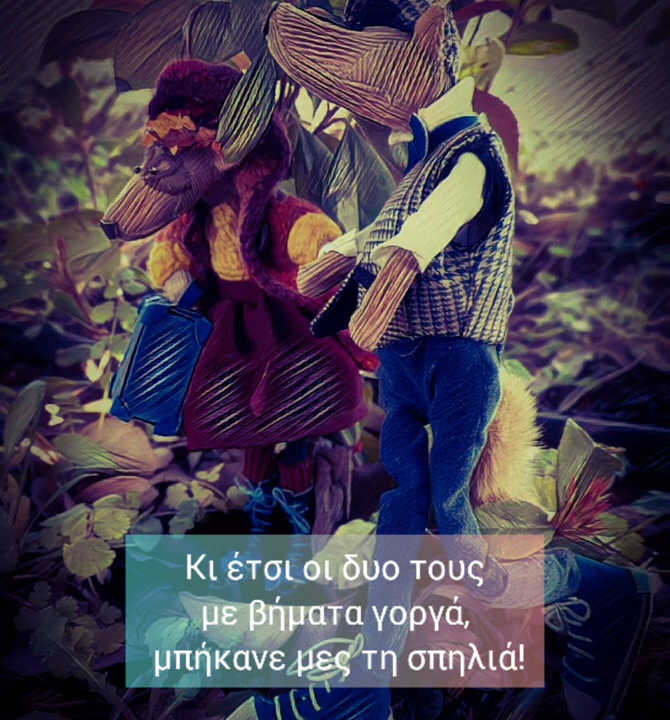 Κι έτσι οι δυο τους
με βήματα γοργά,
μπήκανε μες τη σπηλιά!